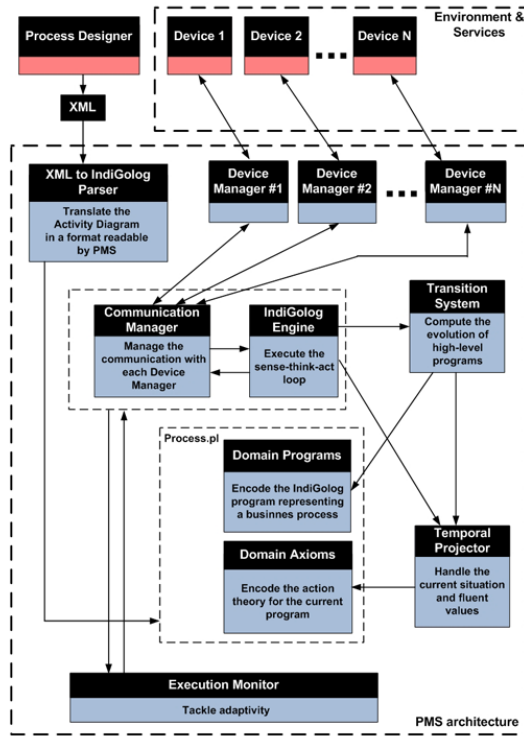 Environment &
Services
Process Designer
Device 1
Device 2
Device N
XML
XML to IndiGolog
Parser
Translate the
Activity Diagram
in a format readable
by PMS
Device
Manager #1
Device
Manager #2
Device
Manager #N
Communication
Manager
Manage the
communication with
each Device
Manager
IndiGolog
Engine
Execute the
sense-think-act
loop
Transition
System
Compute the
evolution of
high-level
programs
Process.pl
Domain Programs
Encode the IndiGolog
program representing
a businnes process
Domain Axioms
Encode the action
theory for the current
program
Temporal
Projector
Handle the
current situation
and fluent
values
Execution Monitor
Tackle adaptivity
PMS architecture